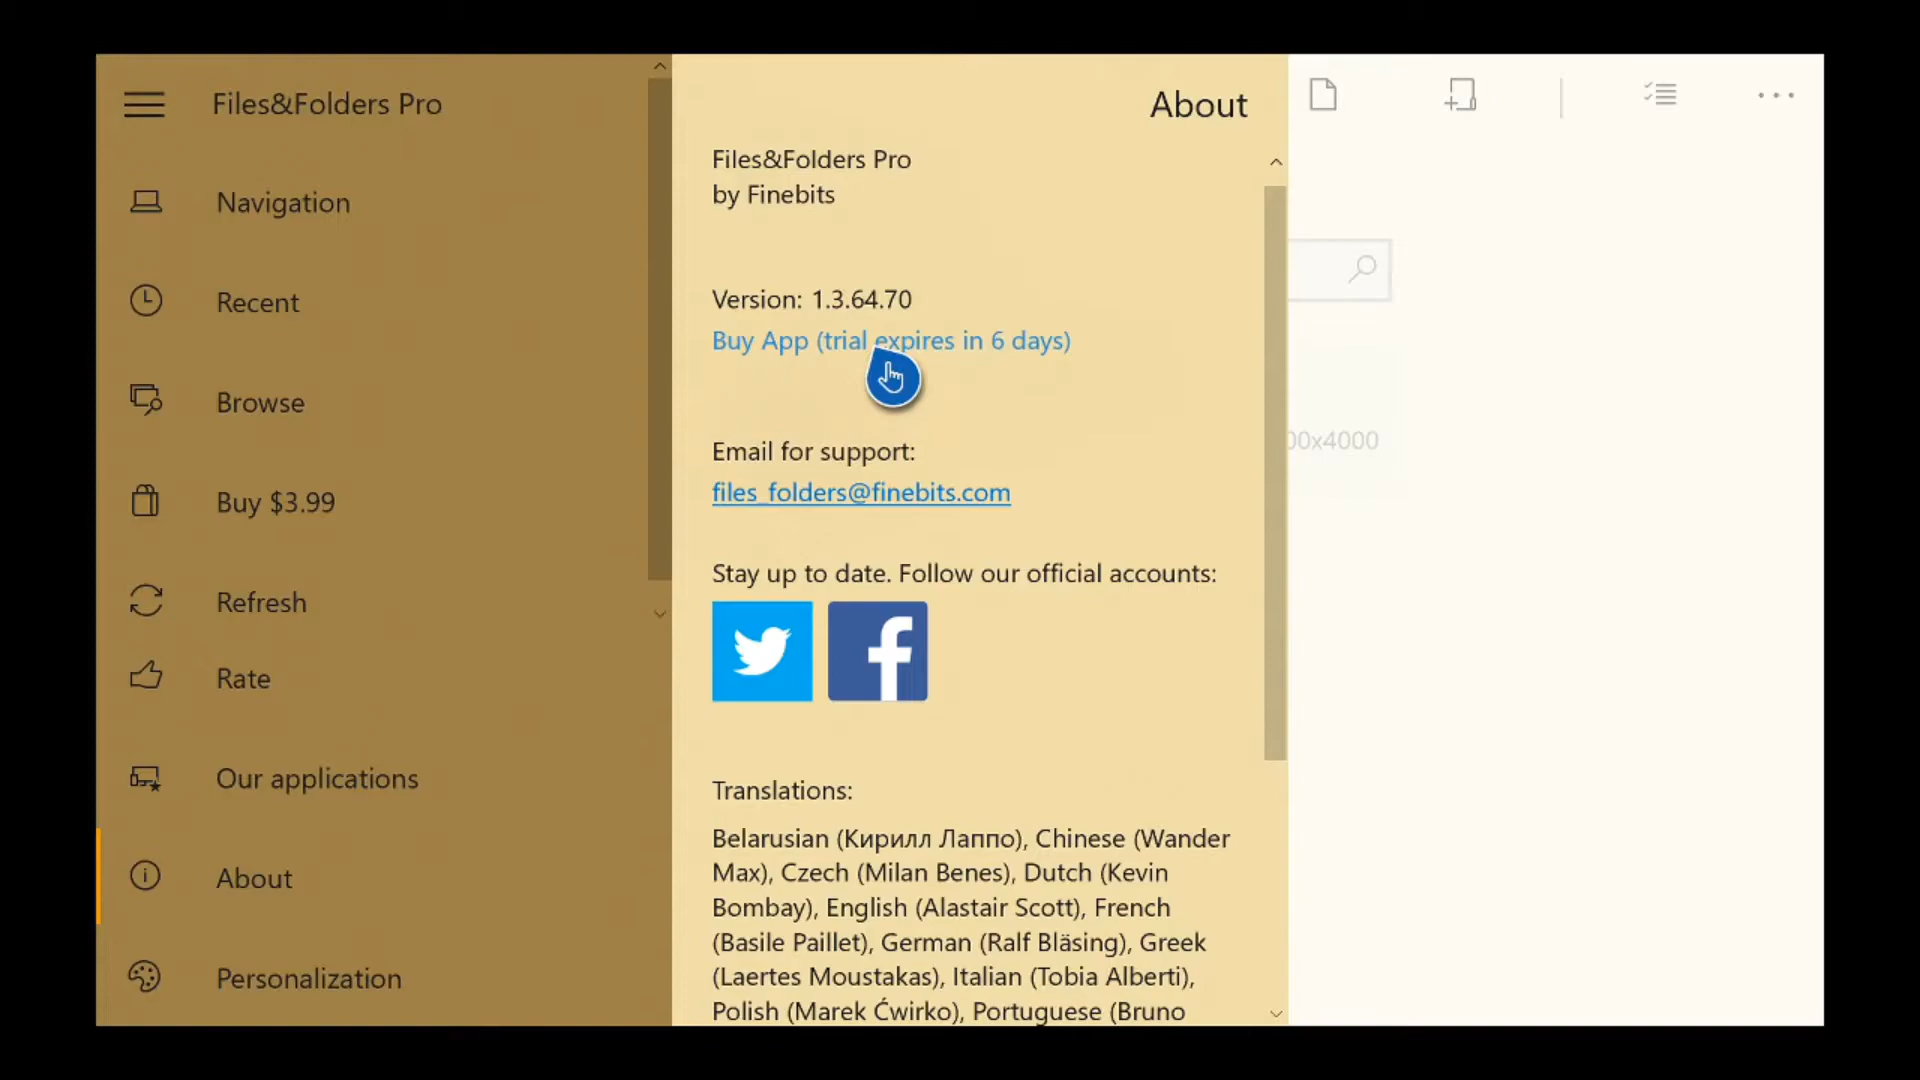 Files&Folders Pro
Navigation
Recent
Browse
Buy $3.99
Refresh
Rate
Our applications
About
Personalization
About
Files&Folders Pro
by Finebits
Version: 1.3.64.70
Buy App (trial expires in 6 days)
Email for support:
files_folders@finebits.com
Stay up to date. Follow our official accounts:
Translations:
Belarusian (Кирилл Лаппо), Chinese (Wander
Max), Czech (Milan Benes), Dutch (Kevin
Bombay), English (Alastair Scott), French
(Basile Paillet), German (Ralf Bläsing), Greek
(Laertes Moustakas), Italian (Tobia Alberti),
Polish (Marek Ćwirko), Portuguese (Bruno
00x4000